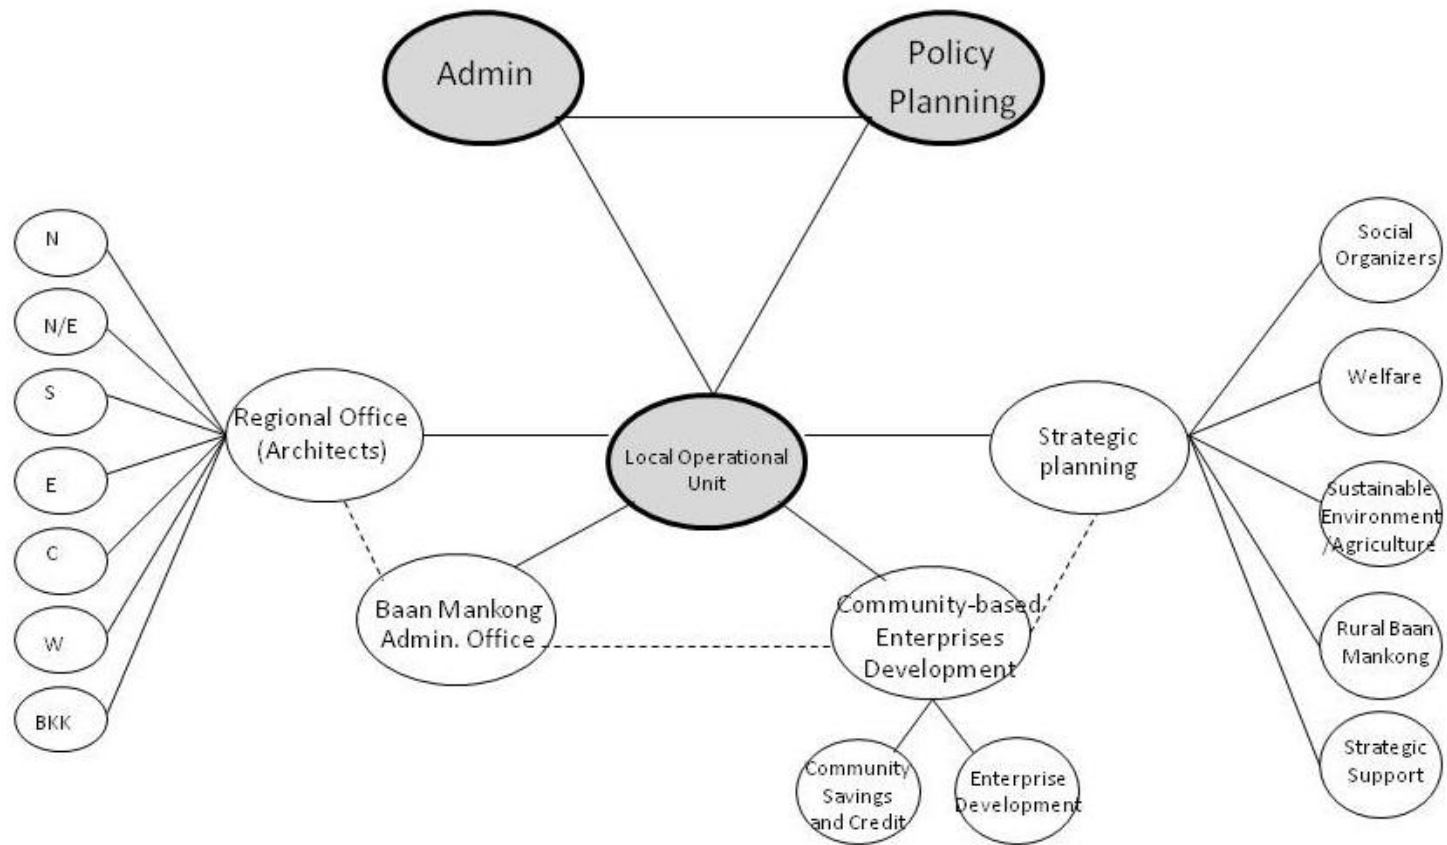 Admin
Policy
Planning
N
N/E
S
E
C
W
BKK
Regional Office
(Architects)
Local Operational
Unit
Strategic
planning
Baan Mankong
Admin. Office
Community-based
Enterprises
Development
Community
Savings
and Credit
Enterprise
Development
Social
Organizers
Welfare
Sustainable
Environment
/Agriculture
Rural Baan
Mankong
Strategic
Support